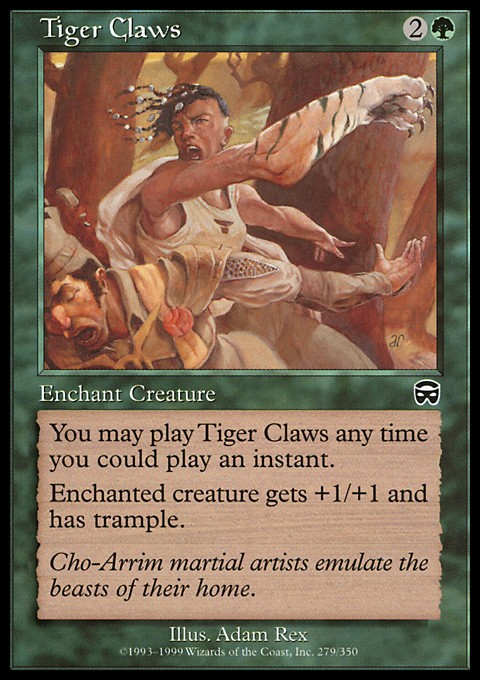 Tiger Claws
2
Enchant Creature
You may play Tiger Claws any time
you could play an instant.
Enchanted creature gets +1/+1 and
has trample.
Cho-Arrim martial artists emulate the
beasts of their home.
Illus. Adam Rex
©1993–1999 Wizards of the Coast, Inc. 279/350